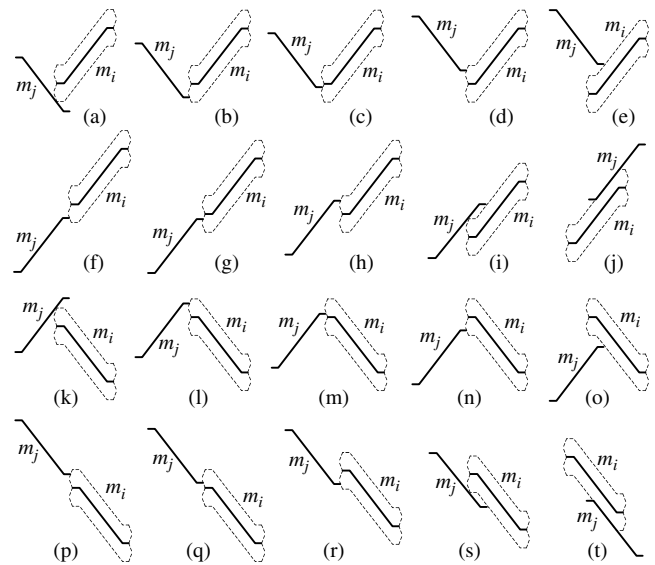 m_j m_i m_j m_i m_j m_i m_j m_i m_j m_i
(a) (b) (c) (d) (e)
m_j m_i m_j m_i m_j m_i m_j m_i m_j m_i
(f) (g) (h) (i) (j)
m_j m_i m_j m_i m_j m_i m_j m_i m_j m_i
(k) (l) (m) (n) (o)
m_j m_i m_j m_i m_j m_i m_j m_i m_j m_i
(p) (q) (r) (s) (t)